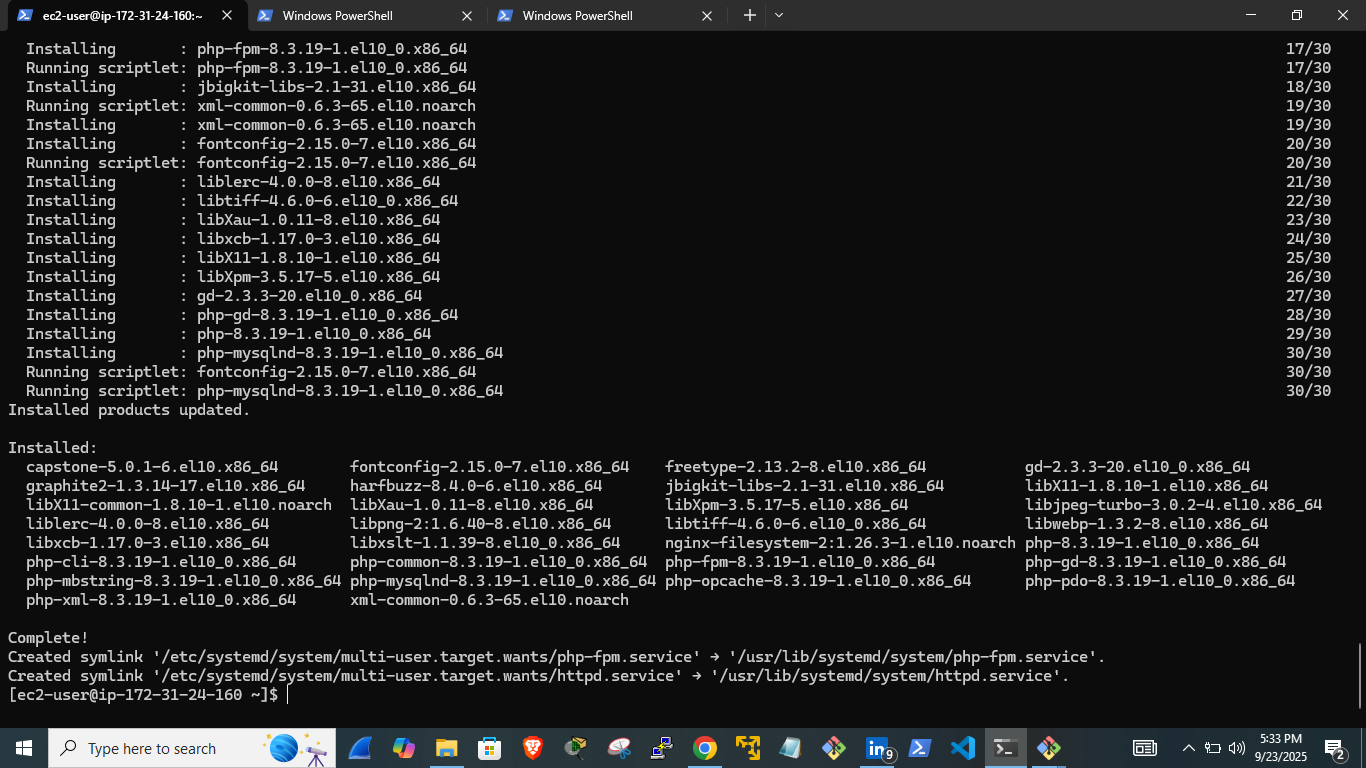 ec2-user@ip-172-31-24-160:~ Windows PowerShell Windows PowerShell
Installing : php-fpm-8.3.19-1.el10_0.x86_64 17/30
Running scriptlet: php-fpm-8.3.19-1.el10_0.x86_64 17/30
Installing : jbigkit-libs-2.1-31.el10.x86_64 18/30
Running scriptlet: xml-common-0.6.3-65.el10.noarch 19/30
Installing : xml-common-0.6.3-65.el10.noarch 19/30
Installing : fontconfig-2.15.0-7.el10.x86_64 20/30
Running scriptlet: fontconfig-2.15.0-7.el10.x86_64 20/30
Installing : liblerc-4.0.0-8.el10.x86_64 21/30
Installing : libtiff-4.6.0-6.el10_0.x86_64 22/30
Installing : libXau-1.0.11-8.el10.x86_64 23/30
Installing : libxcb-1.17.0-3.el10.x86_64 24/30
Installing : libX11-1.8.10-1.el10.x86_64 25/30
Installing : libXpm-3.5.17-5.el10.x86_64 26/30
Installing : gd-2.3.3-20.el10_0.x86_64 27/30
Installing : php-gd-8.3.19-1.el10_0.x86_64 28/30
Installing : php-8.3.19-1.el10_0.x86_64 29/30
Installing : php-mysqlnd-8.3.19-1.el10_0.x86_64 30/30
Running scriptlet: fontconfig-2.15.0-7.el10.x86_64 30/30
Running scriptlet: php-mysqlnd-8.3.19-1.el10_0.x86_64 30/30
Installed products updated.
Installed:
capstone-5.0.1-6.el10.x86_64 fontconfig-2.15.0-7.el10.x86_64 freetype-2.13.2-8.el10.x86_64 gd-2.3.3-20.el10_0.x86_64
graphite2-1.3.14-17.el10.x86_64 harfbuzz-8.4.0-6.el10.x86_64 jbigkit-libs-2.1-31.el10.x86_64 libX11-1.8.10-1.el10.x86_64
libX11-common-1.8.10-1.el10.noarch libXau-1.0.11-8.el10.x86_64 libXpm-3.5.17-5.el10.x86_64 libjpeg-turbo-3.0.2-4.el10.x86_64
liblerc-4.0.0-8.el10.x86_64 libpng-2:1.6.40-8.el10.x86_64 libtiff-4.6.0-6.el10_0.x86_64 libwebp-1.3.2-8.el10.x86_64
libxcb-1.17.0-3.el10.x86_64 libxslt-1.1.39-8.el10_0.x86_64 nginx-filesystem-2:1.26.3-1.el10.noarch php-8.3.19-1.el10_0.x86_64
php-cli-8.3.19-1.el10_0.x86_64 php-common-8.3.19-1.el10_0.x86_64 php-fpm-8.3.19-1.el10_0.x86_64 php-gd-8.3.19-1.el10_0.x86_64
php-mbstring-8.3.19-1.el10_0.x86_64 php-mysqlnd-8.3.19-1.el10_0.x86_64 php-opcache-8.3.19-1.el10_0.x86_64 php-pdo-8.3.19-1.el10_0.x86_64
php-xml-8.3.19-1.el10_0.x86_64 xml-common-0.6.3-65.el10.noarch
Complete!
Created symlink '/etc/systemd/system/multi-user.target.wants/php-fpm.service' → '/usr/lib/systemd/system/php-fpm.service'.
Created symlink '/etc/systemd/system/multi-user.target.wants/httpd.service' → '/usr/lib/systemd/system/httpd.service'.
[ec2-user@ip-172-31-24-160 ~]$
Type here to search
in 9
5:33 PM
9/23/2025
2